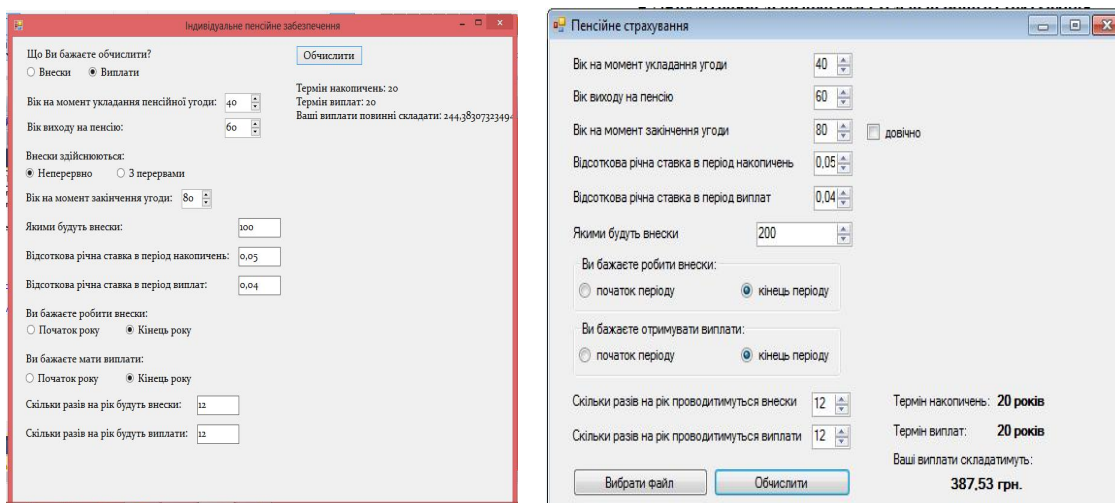 Індивідуальне пенсійне забезпечення
Що Ви бажаєте обчислити?
Внески Виплати
Обчислити
Термін накопичень: 20
Термін виплат: 20
Ваші виплати повинні складати: 244,38307323494
Вік на момент укладання пенсійної угоди: 40
Вік виходу на пенсію: 60
Внески здійснюються:
Неперервно З перервами
Вік на момент закінчення угоди: 80
Якими будуть внески: 100
Відсоткова річна ставка в період накопичень: 0,05
Відсоткова річна ставка в період виплат: 0,04
Ви бажаєте робити внески:
Початок року Кінець року
Ви бажаєте мати виплати:
Початок року Кінець року
Скільки разів на рік будуть внески: 12
Скільки разів на рік будуть виплати: 12
Пенсійне страхування
Вік на момент укладання угоди 40
Вік виходу на пенсію 60
Вік на момент закінчення угоди 80 довічно
Відсоткова річна ставка в період накопичень 0,05
Відсоткова річна ставка в період виплат 0,04
Якими будуть внески 200
Ви бажаєте робити внески:
початок періоду кінець періоду
Ви бажаєте отримувати виплати:
початок періоду кінець періоду
Скільки разів на рік проводитимуться внески 12
Скільки разів на рік проводитимуться виплати 12
Термін накопичень: 20 років
Термін виплат: 20 років
Ваші виплати складатимуть:
387,53 грн.
Вибрати файл Обчислити